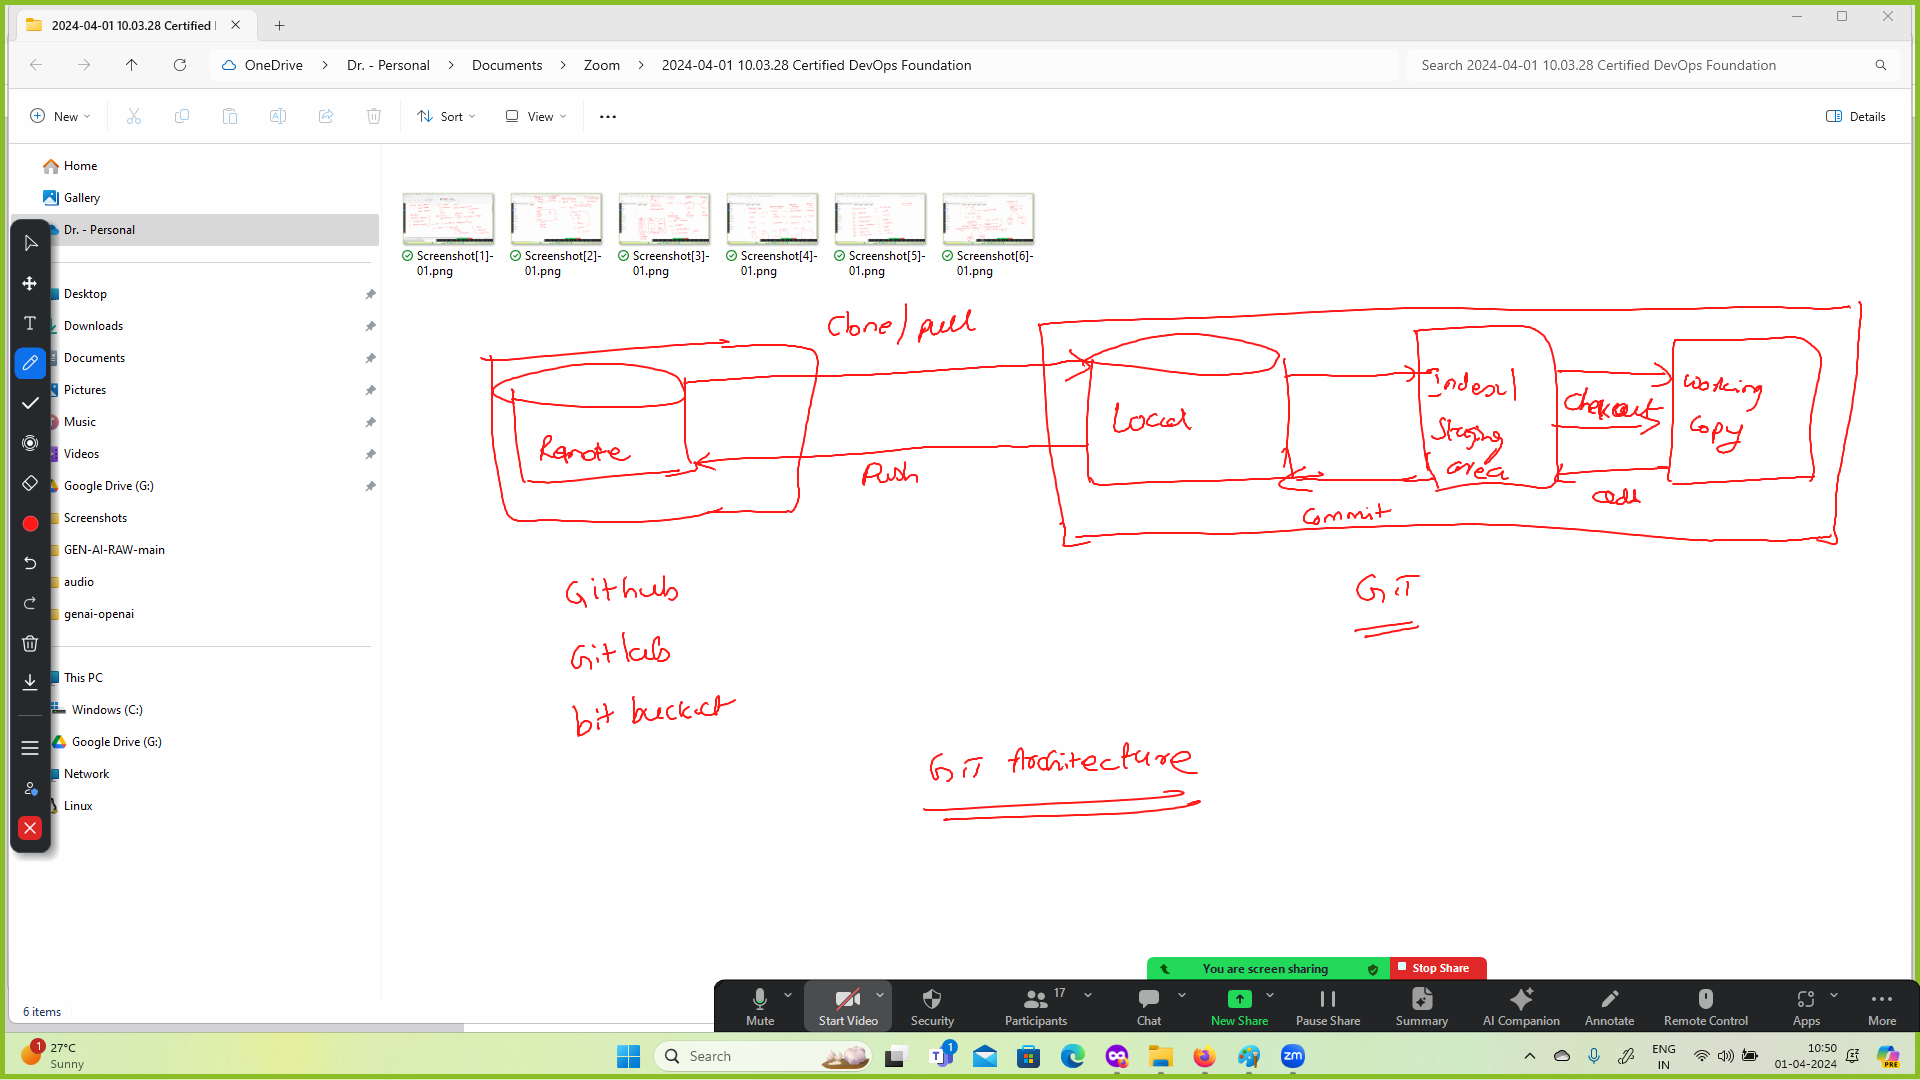 2024-04-01 10.03.28 Certified
OneDrive > Dr. - Personal > Documents > Zoom > 2024-04-01 10.03.28 Certified DevOps Foundation
Search 2024-04-01 10.03.28 Certified DevOps Foundation
New
Sort
View
Details
Home
Gallery
Dr. - Personal
Desktop
Downloads
Documents
Pictures
Music
Videos
Google Drive (G:)
Screenshots
GEN-AI-RAW-main
audio
genai-openai
This PC
Windows (C:)
Google Drive (G:)
Network
Linux
6 items
Screenshot[1]-01.png
Screenshot[2]-01.png
Screenshot[3]-01.png
Screenshot[4]-01.png
Screenshot[5]-01.png
Screenshot[6]-01.png
Clone/pull
Remote
Push
Local
Index/
Staging
area
Commit
Working
Copy
Github
Gitlab
bit bucket
GIT
GIT Architecture
You are screen sharing
Stop Share
Mute
Start Video
Security
Participants
17
Chat
New Share
Pause Share
Summary
AI Companion
Annotate
Remote Control
Apps
More
1
27°C
Sunny
Search
1
zm
ENG
IN
10:50
01-04-2024
PRE